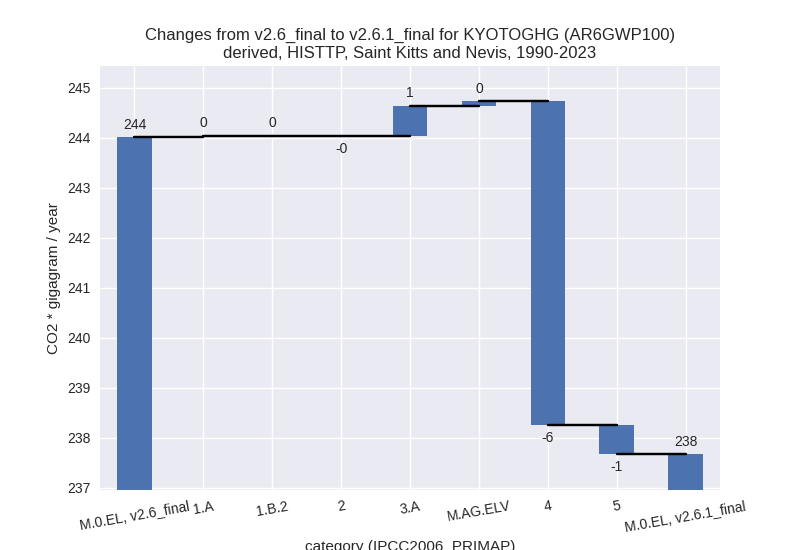 Changes from v2.6_final to v2.6.1_final for KYOTOGHG (AR6GWP100)
derived, HISTTP, Saint Kitts and Nevis, 1990-2023
CO2 * gigagram / year
245
244
243
242
241
240
239
238
237
244
0
0
-0
1
0
-6
-1
238
M.0.EL, v2.6_final
1.A
1.B.2
2
3.A
M.AG.ELV
4
5
M.0.EL, v2.6.1_final
category (IPCC2006_PRIMAP)